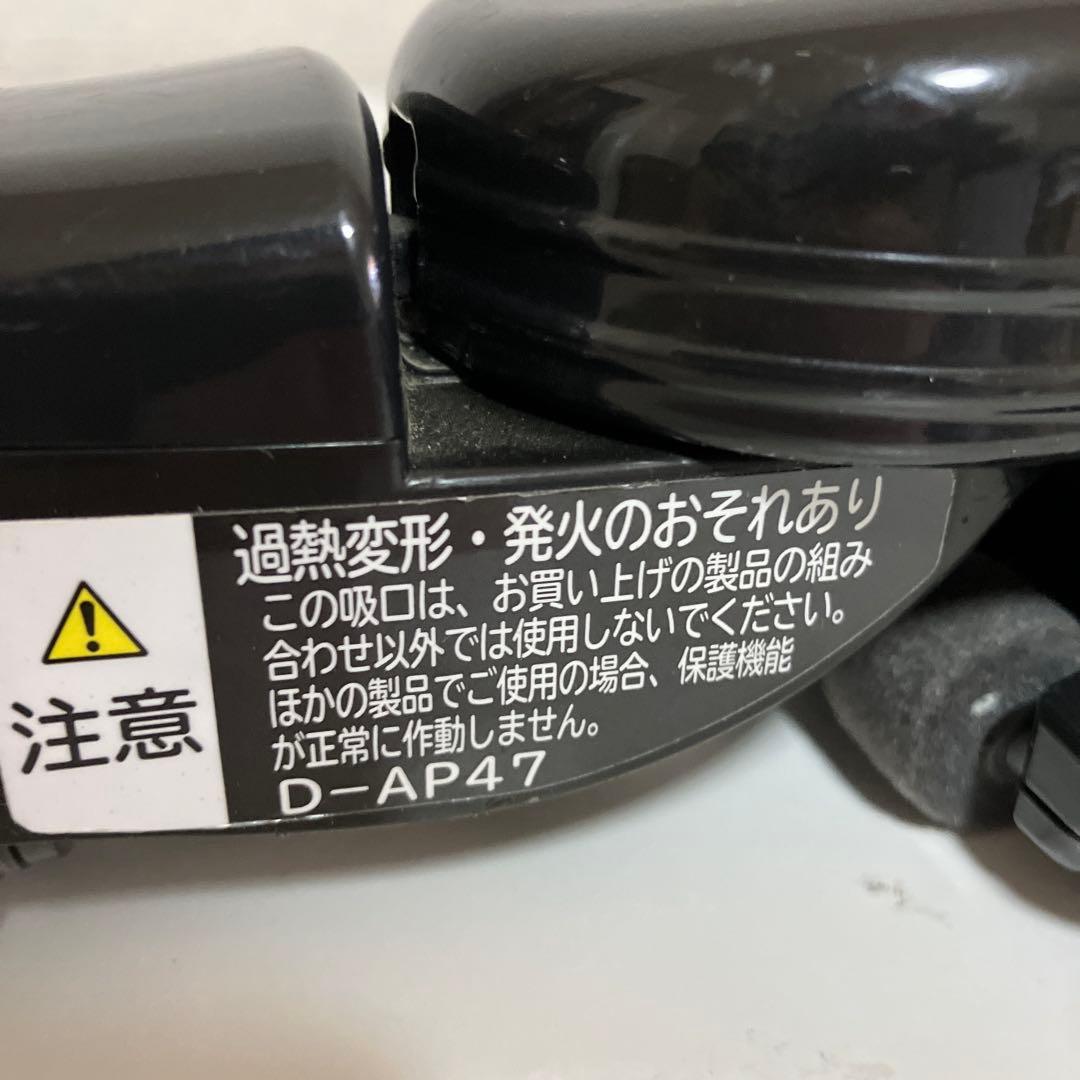 注意
過熱変形・発火のおそれあり
この吸口は、お買い上げの製品の組み
合わせ以外では使用しないでください。
ほかの製品でご使用の場合、保護機能
が正常に作動しません。
D-AP47